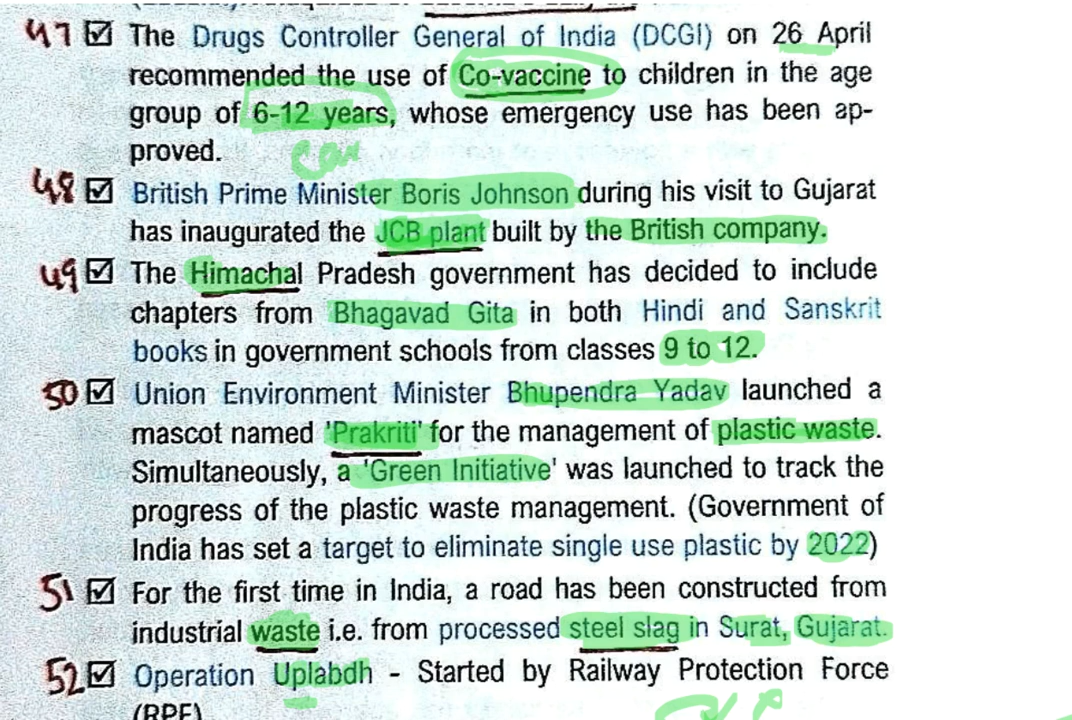 47 The Drugs Controller General of India (DCGI) on 26 April
recommended the use of Co-vaccine to children in the age
group of 6-12 years, whose emergency use has been ap-
proved.
48 British Prime Minister Boris Johnson during his visit to Gujarat
has inaugurated the JCB plant built by the British company.
49 The Himachal Pradesh government has decided to include
chapters from Bhagavad Gita in both Hindi and Sanskrit
books in government schools from classes 9 to 12.
50 Union Environment Minister Bhupendra Yadav launched a
mascot named 'Prakriti' for the management of plastic waste.
Simultaneously, a 'Green Initiative' was launched to track the
progress of the plastic waste management. (Government of
India has set a target to eliminate single use plastic by 2022)
51 For the first time in India, a road has been constructed from
industrial waste i.e. from processed steel slag in Surat, Gujarat.
52 Operation Uplabdh - Started by Railway Protection Force
(RPF)